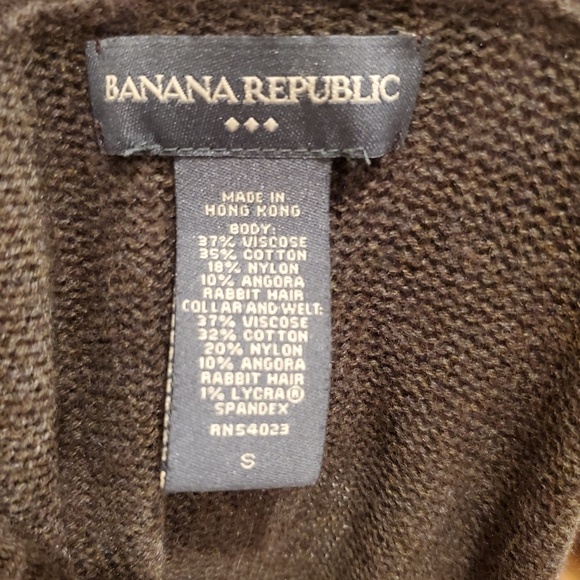 BANANA REPUBLIC
MADE IN
HONG KONG
BODY:
37% VISCOSE
35% COTTON
18% NYLON
10% ANGORA
RABBIT HAIR
COLLAR AND WELT:
37% VISCOSE
32% COTTON
20% NYLON
10% ANGORA
RABBIT HAIR
1% LYCRA®
SPANDEX
RN54023
S